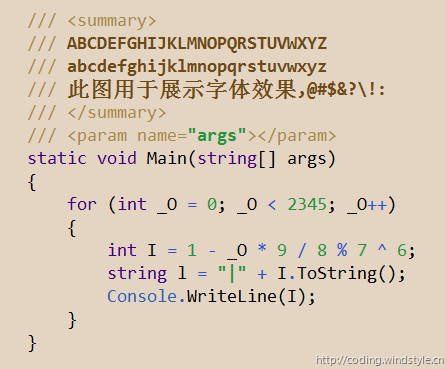 /// <summary>
/// ABCDEFGHIJKLMNOPQRSTUVWXYZ
/// abcdefghijklmnopqrstuvwxyz
/// 此图用于展示字体效果,@#$&?\!:
/// </summary>
/// <param name="args"></param>
static void Main(string[] args)
{
    for (int _O = 0; _O < 2345; _O++)
    {
        int I = 1 - _O * 9 / 8 % 7 ^ 6;
        string l = "|" + I.ToString();
        Console.WriteLine(I);
    }
}
http://coding.windstyle.cn